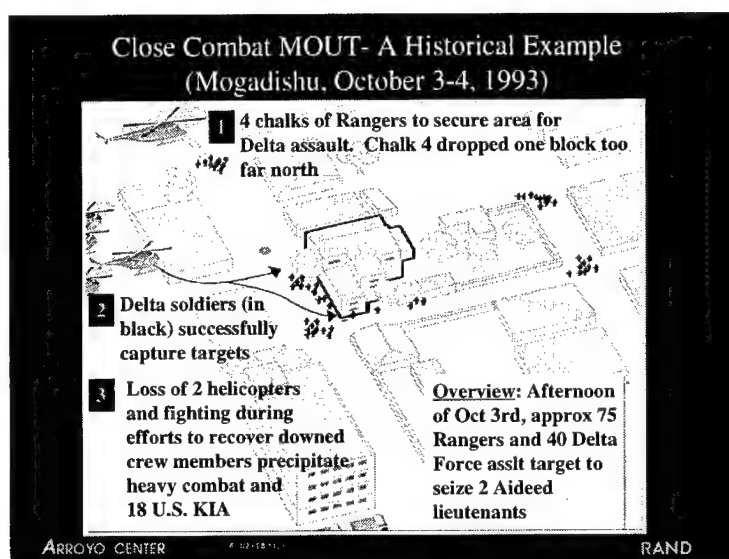 Close Combat MOUT- A Historical Example
(Mogadishu, October 3-4, 1993)
1 4 chalks of Rangers to secure area for
Delta assault. Chalk 4 dropped one block too
far north
2 Delta soldiers (in
black) successfully
capture targets
3 Loss of 2 helicopters
and fighting during
efforts to recover downed
crew members precipitate
heavy combat and
18 U.S. KIA
Overview: Afternoon
of Oct 3rd, approx 75
Rangers and 40 Delta
Force asslt target to
seize 2 Aideed
lieutenants
ARROYO CENTER
RAND